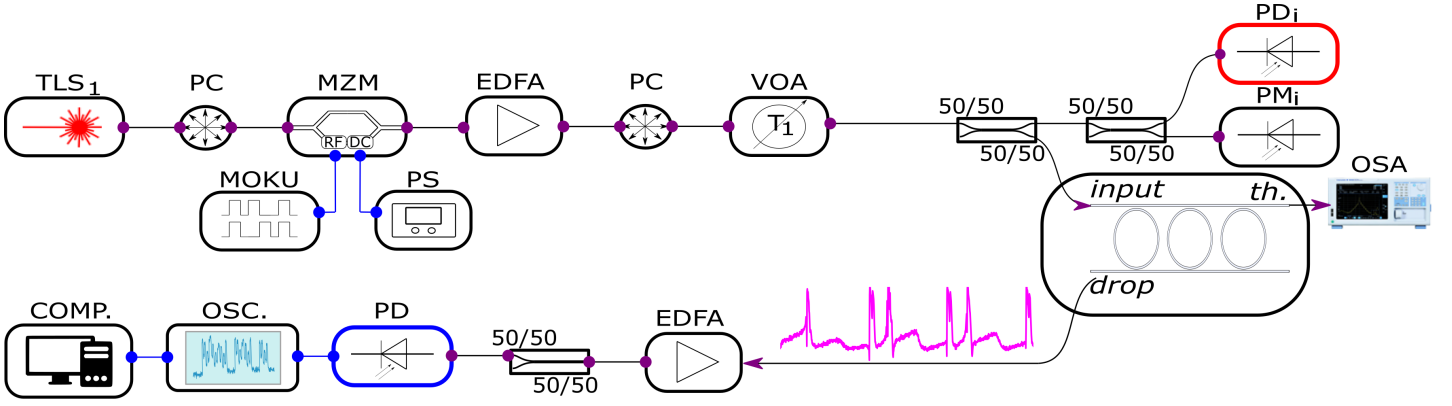 PDᵢ
TLS₁
PC
MZM
EDFA
PC
VOA
50/50
50/50
PMᵢ
T₁
RF
DC
50/50
50/50
OSA
MOKU
PS
input
th.
drop
COMP.
OSC.
PD
50/50
EDFA
50/50